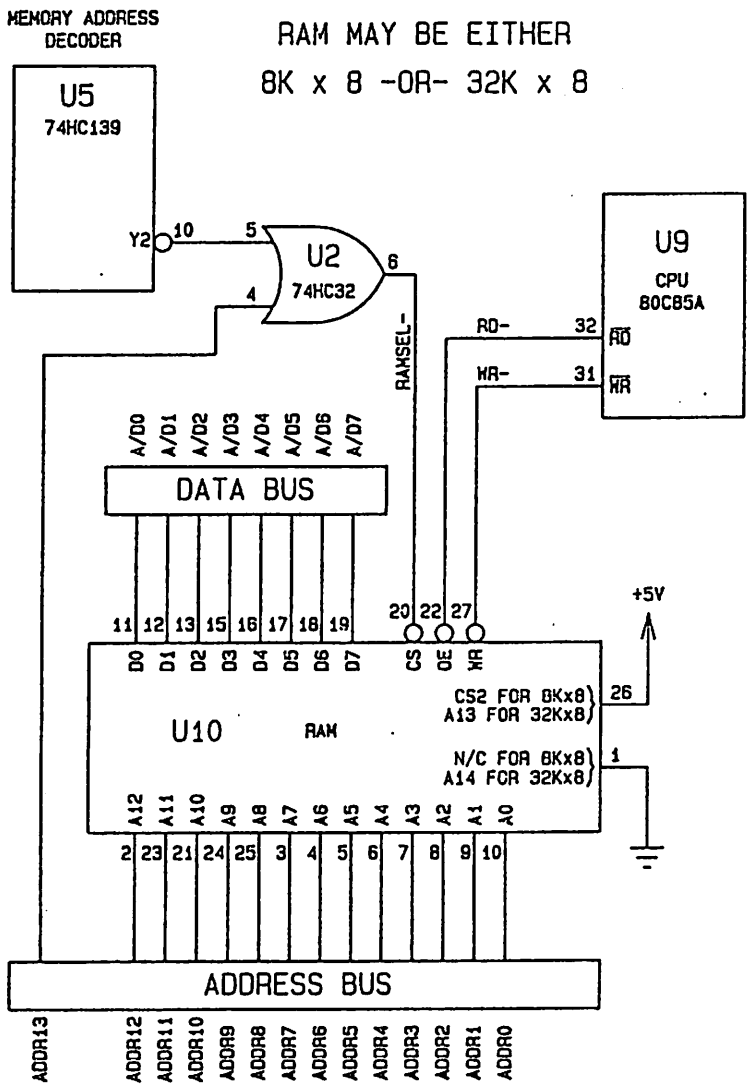 MEMORY ADDRESS
DECODER
RAM MAY BE EITHER
8K x 8 -OR- 32K x 8
U5
74HC139
Y2
10
5
4
U2
74HC32
6
RAMSEL-
U9
CPU
80C85A
RD-
32
RD
WR-
31
WR
A/D0
A/D1
A/D2
A/D3
A/D4
A/D5
A/D6
A/D7
DATA BUS
11 12 13 15 16 17 18 19
20 22 27
D0 D1 D2 D3 D4 D5 D6 D7
CS OE WR
+5V
U10
RAM
CS2 FOR 8Kx8}
A13 FOR 32Kx8}
26
N/C FOR 8Kx8}
A14 FOR 32Kx8}
1
A12 A11 A10 A9 A8 A7 A6 A5 A4 A3 A2 A1 A0
2 23 21 24 25 3 4 5 6 7 8 9 10
ADDRESS BUS
ADDR13
ADDR12
ADDR11
ADDR10
ADDR9
ADDR8
ADDR7
ADDR6
ADDR5
ADDR4
ADDR3
ADDR2
ADDR1
ADDR0